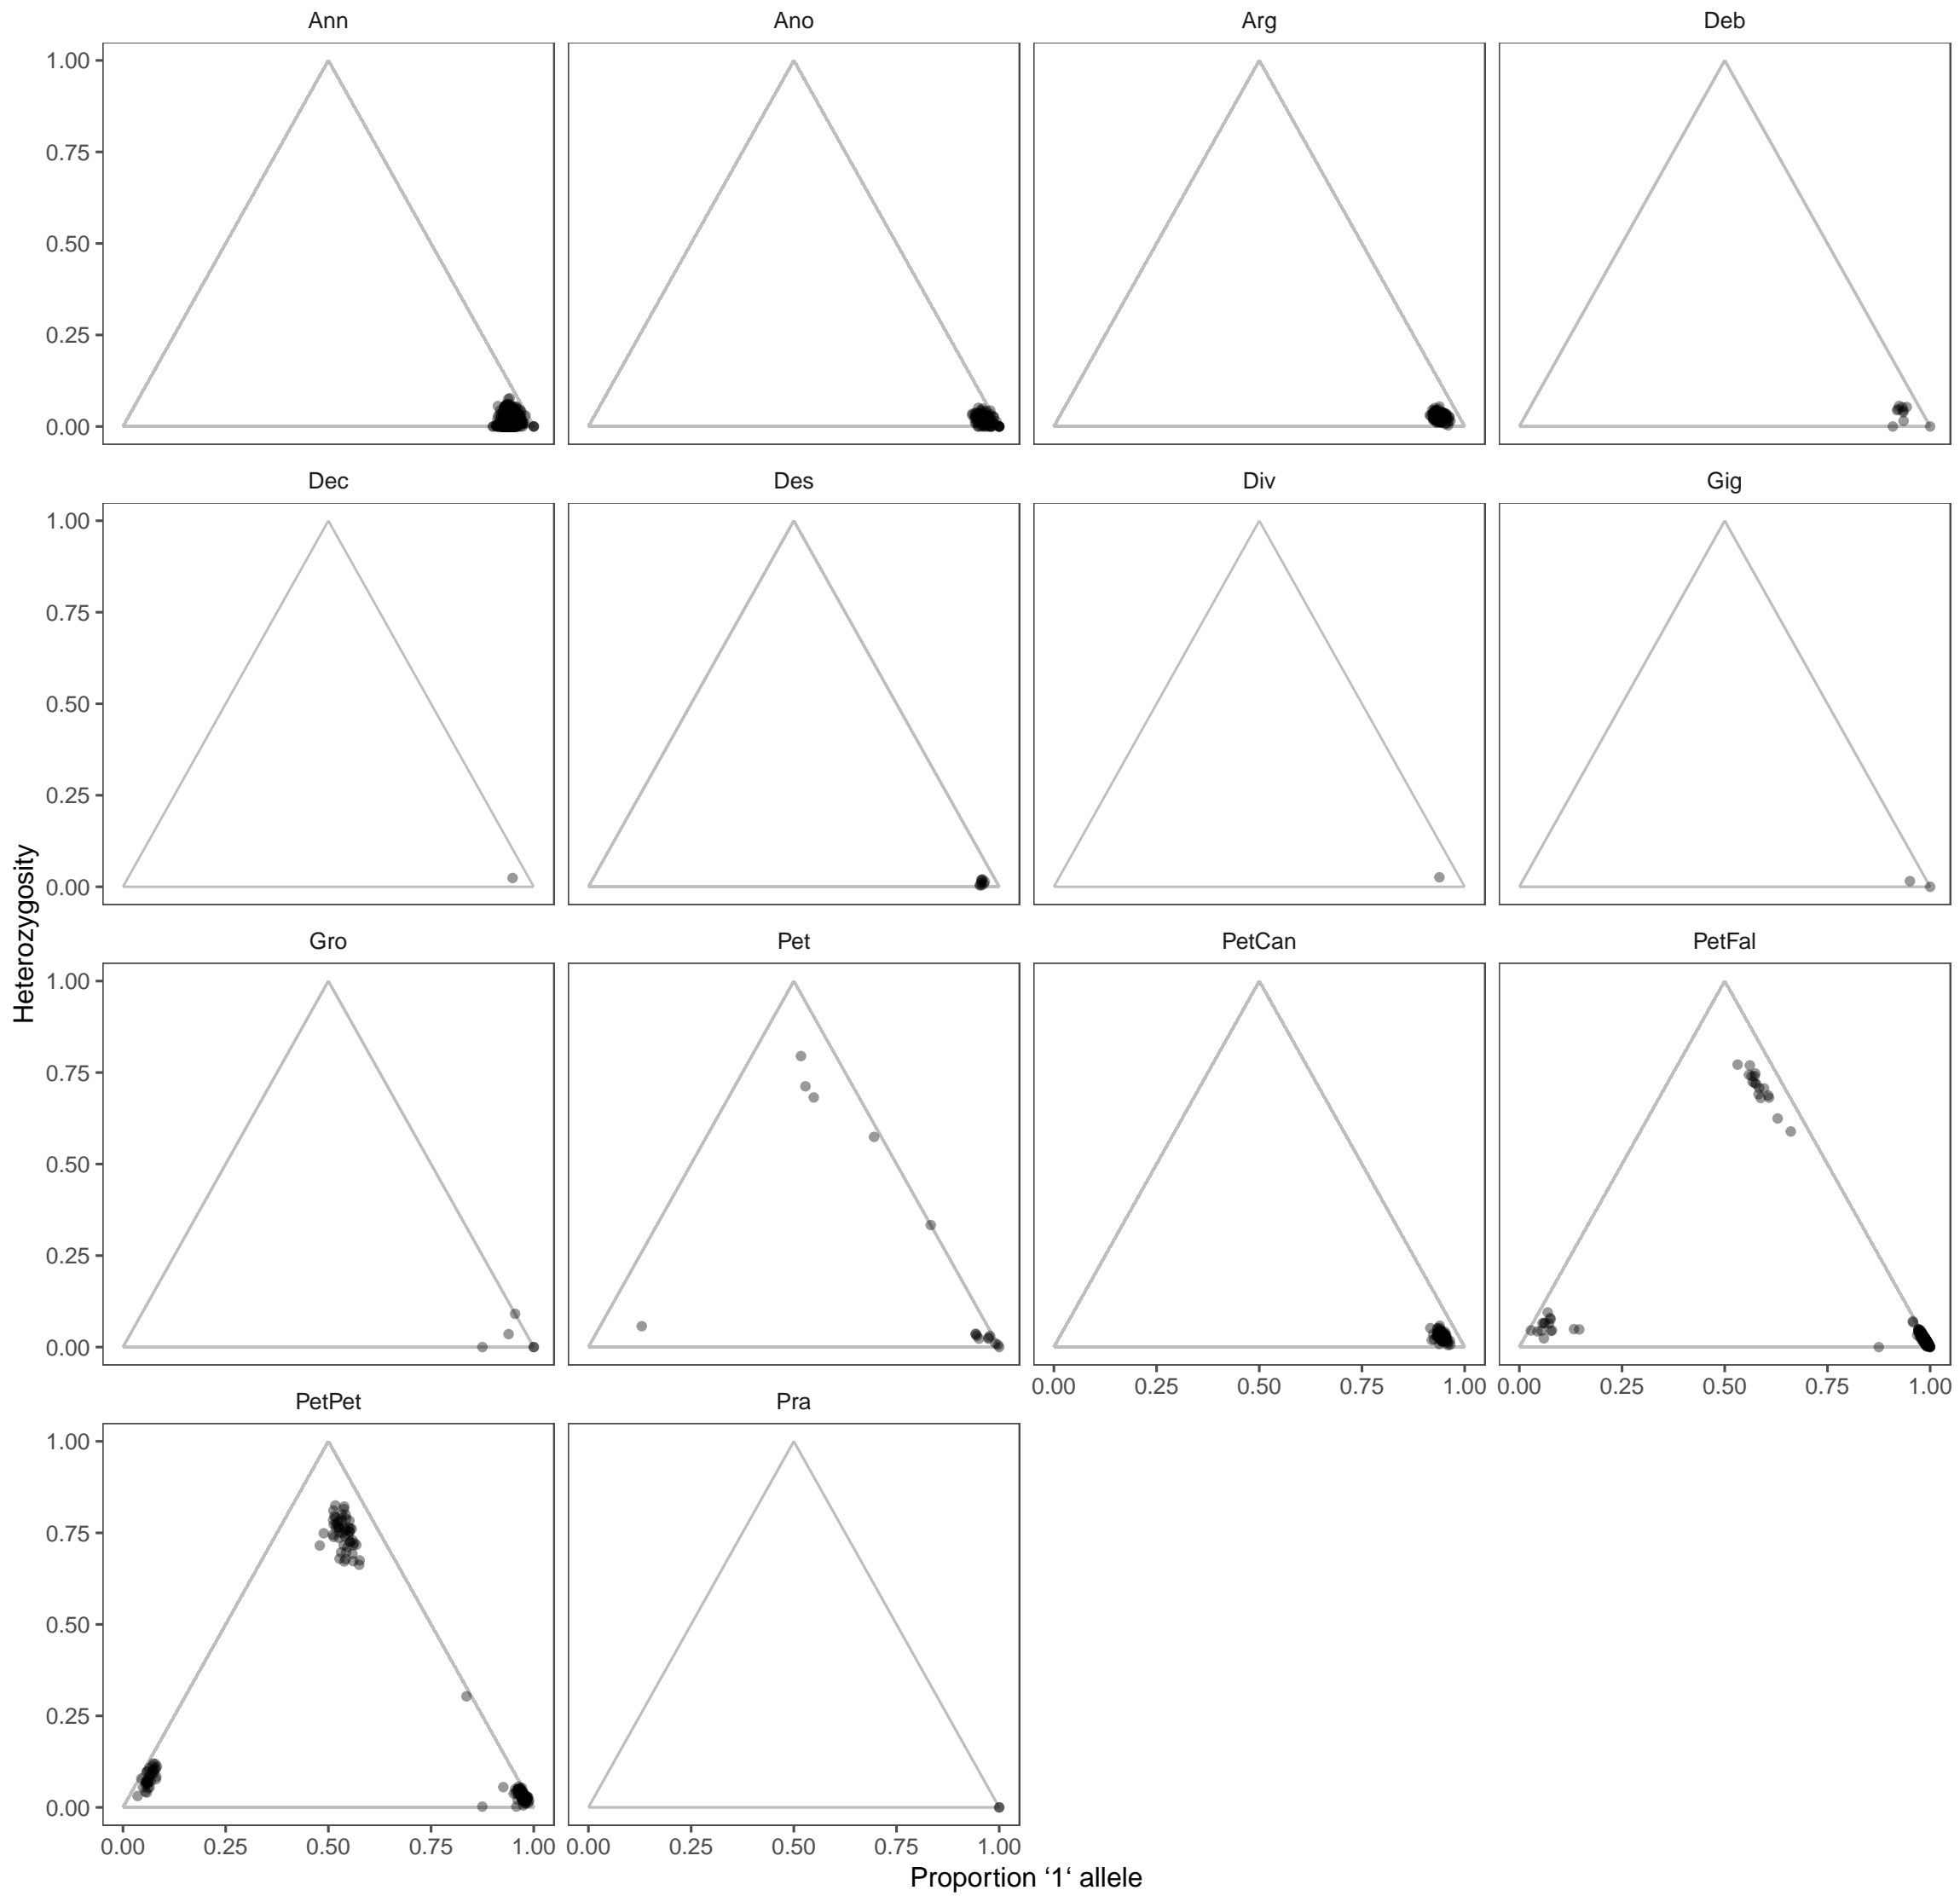 Ann Ano Arg Deb
1.00
0.75
0.50
0.25
0.00
Dec Des Div Gig
1.00
0.75
0.50
0.25
0.00
Heterozygosity
Gro Pet PetCan PetFal
1.00
0.75
0.50
0.25
0.00
0.00 0.25 0.50 0.75 1.00 0.00 0.25 0.50 0.75 1.00
PetPet Pra
1.00
0.75
0.50
0.25
0.00
0.00 0.25 0.50 0.75 1.00 0.00 0.25 0.50 0.75 1.00
Proportion ‘1‘ allele